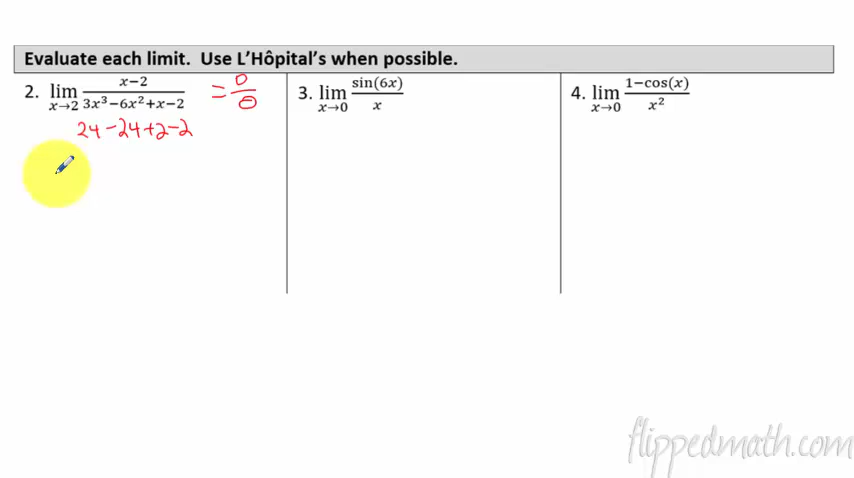 Evaluate each limit. Use L'Hôpital's when possible.
2. lim x→2 (x−2)/(3x³−6x²+x−2) = 0/0
24−24+2−2
3. lim x→0 sin(6x)/x
4. lim x→0 (1−cos(x))/x²
flippedmath.com